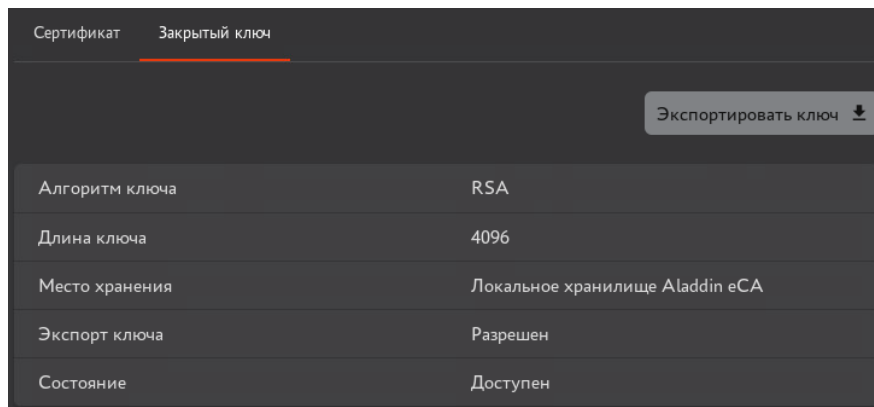 Сертификат Закрытый ключ
Экспортировать ключ
Алгоритм ключа RSA
Длина ключа 4096
Место хранения Локальное хранилище Aladdin eCA
Экспорт ключа Разрешен
Состояние Доступен